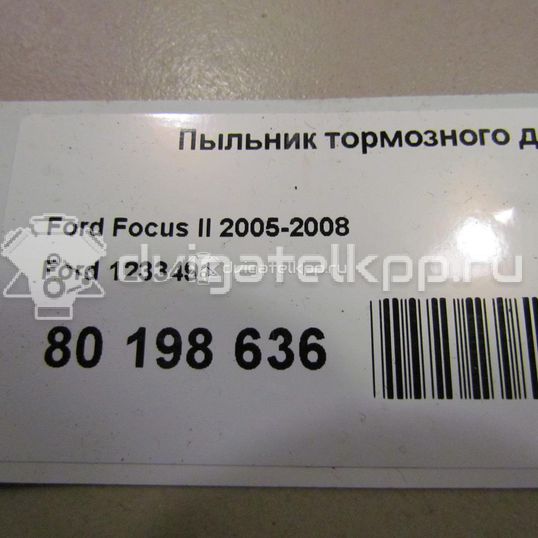 Пыльник тормозного д
Ford Focus II 2005-2008
dvigatelkpp.ru
Ford
80 198 636